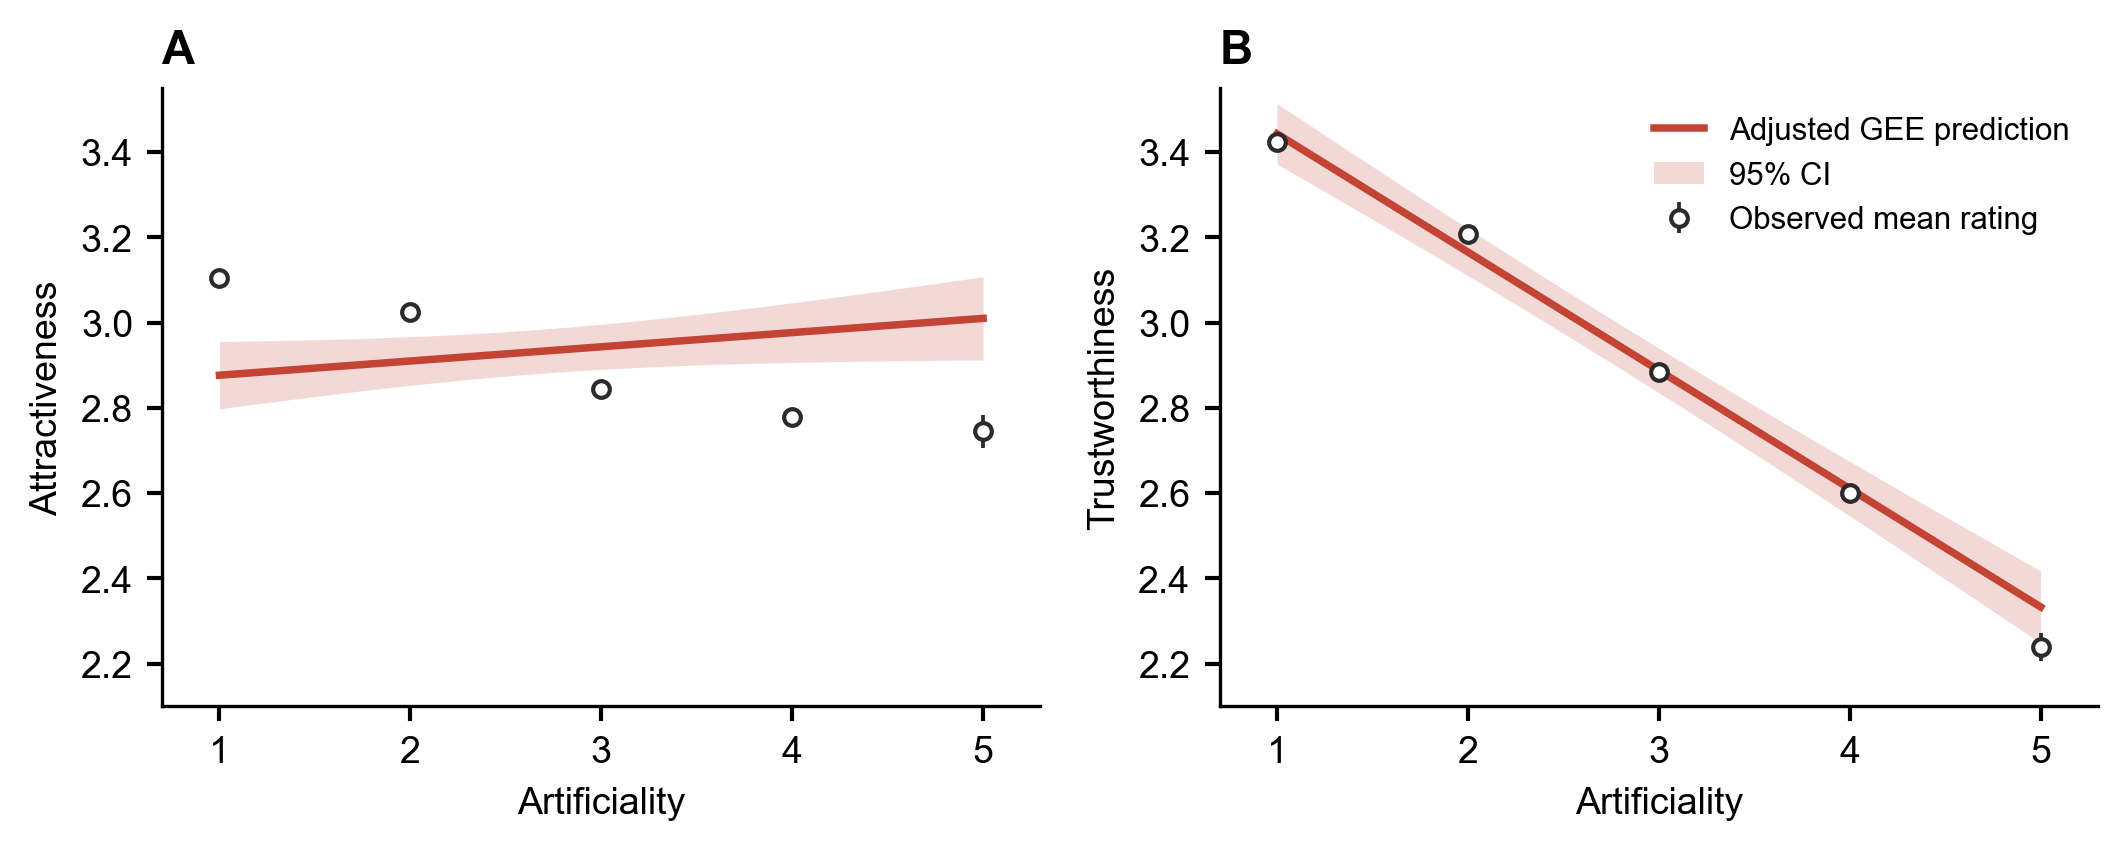 A
3.4
3.2
3.0
2.8
2.6
2.4
2.2
Attractiveness
1 2 3 4 5
Artificiality
B
Adjusted GEE prediction
95% CI
Observed mean rating
3.4
3.2
3.0
2.8
2.6
2.4
2.2
Trustworthiness
1 2 3 4 5
Artificiality